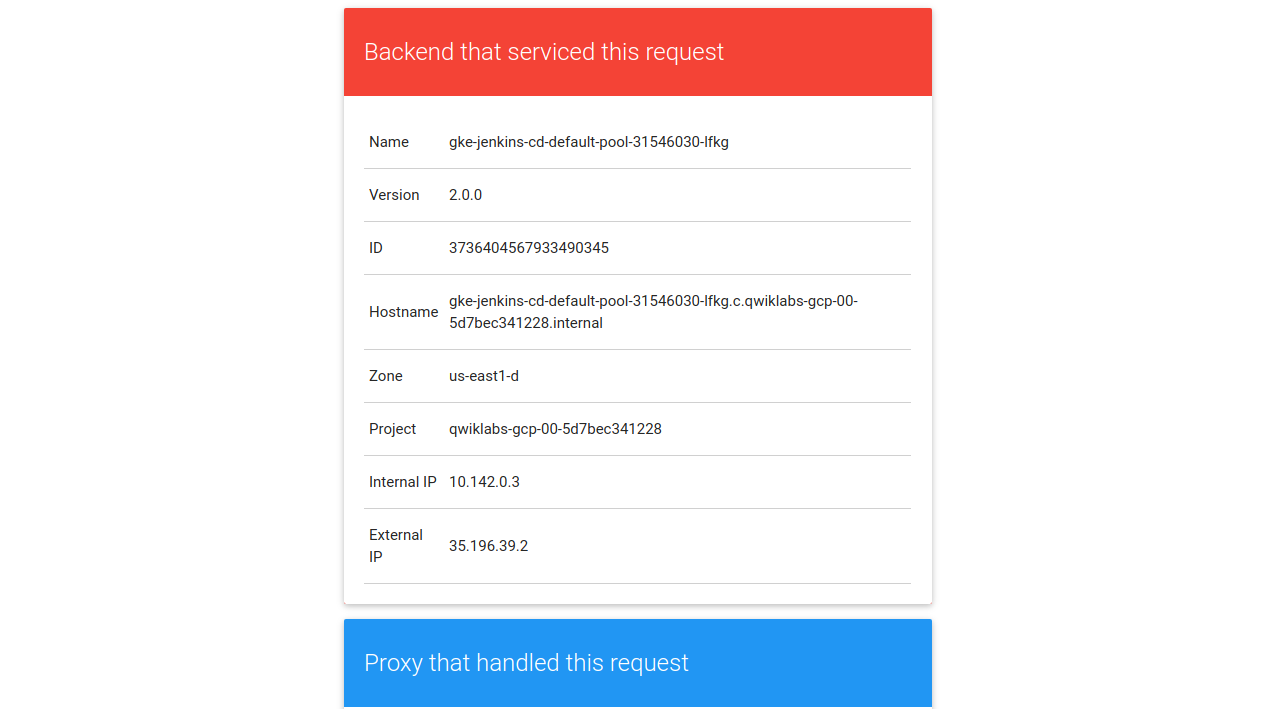 Backend that serviced this request
Name gke-jenkins-cd-default-pool-31546030-lfkg
Version 2.0.0
ID 3736404567933490345
Hostname gke-jenkins-cd-default-pool-31546030-lfkg.c.qwiklabs-gcp-00-
5d7bec341228.internal
Zone us-east1-d
Project qwiklabs-gcp-00-5d7bec341228
Internal IP 10.142.0.3
External
IP 35.196.39.2
Proxy that handled this request